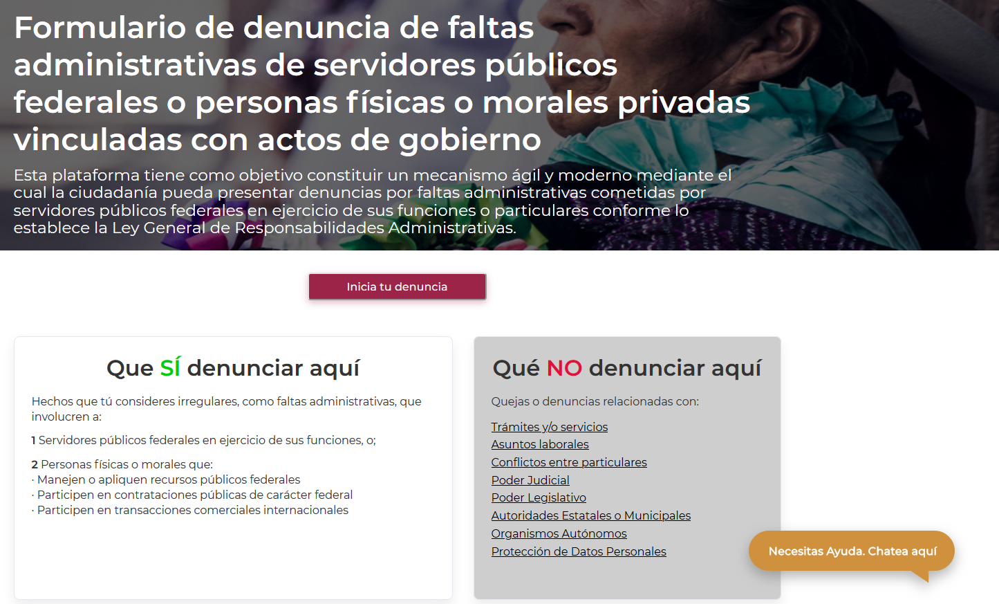 Formulario de denuncia de faltas
administrativas de servidores públicos
federales o personas físicas o morales privadas
vinculadas con actos de gobierno
Esta plataforma tiene como objetivo constituir un mecanismo ágil y moderno mediante el
cual la ciudadanía pueda presentar denuncias por faltas administrativas cometidas por
servidores públicos federales en ejercicio de sus funciones o particulares conforme lo
establece la Ley General de Responsabilidades Administrativas.
Inicia tu denuncia
Que SÍ denunciar aquí
Hechos que tú consideres irregulares, como faltas administrativas, que
involucren a:
1 Servidores públicos federales en ejercicio de sus funciones, o;
2 Personas físicas o morales que:
· Manejen o apliquen recursos públicos federales
· Participen en contrataciones públicas de carácter federal
· Participen en transacciones comerciales internacionales
Qué NO denunciar aquí
Quejas o denuncias relacionadas con:
Trámites y/o servicios
Asuntos laborales
Conflictos entre particulares
Poder Judicial
Poder Legislativo
Autoridades Estatales o Municipales
Organismos Autónomos
Protección de Datos Personales
Necesitas Ayuda. Chatea aquí